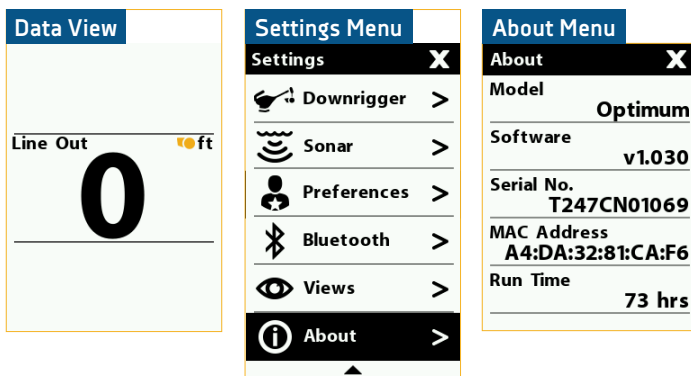 Data View
Line Out ft
0
Settings Menu
Settings X
Downrigger >
Sonar >
Preferences >
Bluetooth >
Views >
About >
About Menu
About X
Model
Optimum
Software
v1.030
Serial No.
T247CN01069
MAC Address
A4:DA:32:81:CA:F6
Run Time
73 hrs